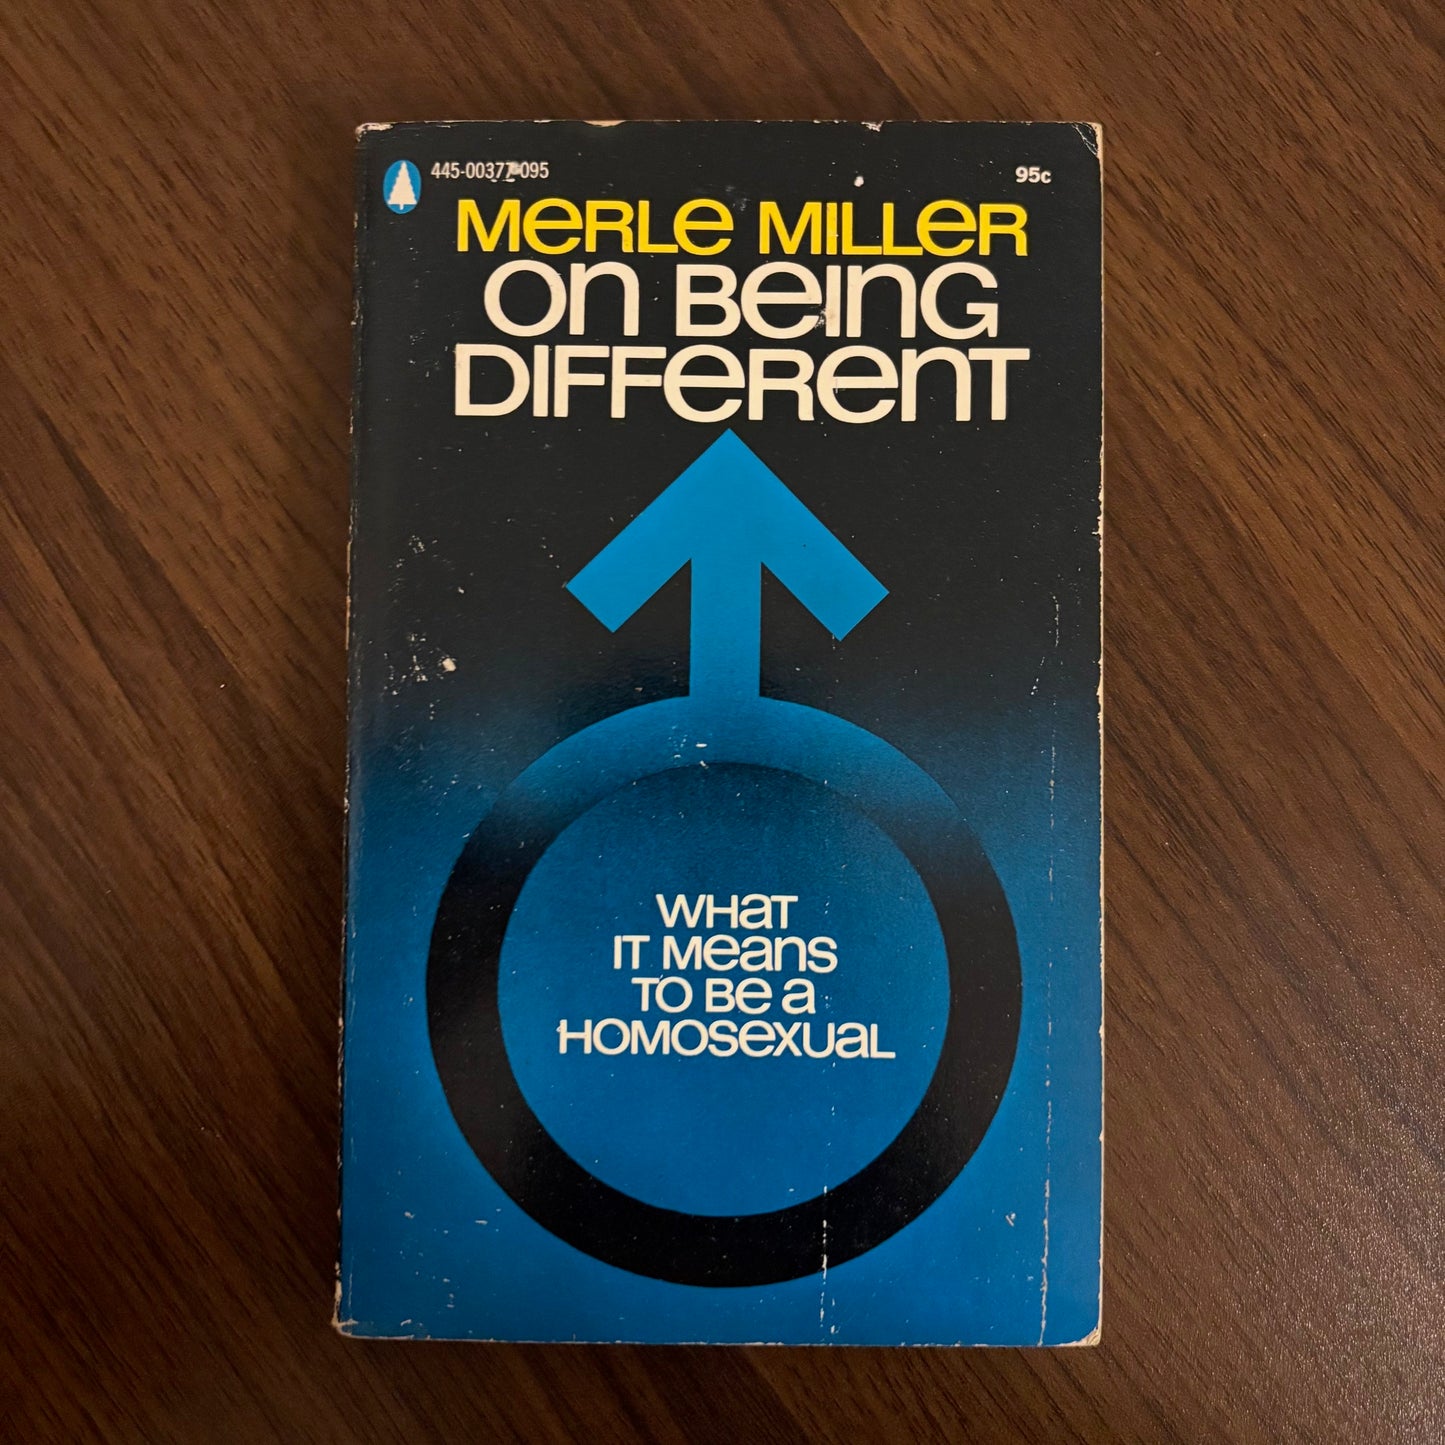 445-00377-095
95c
MERLE MILLER
ON BEING
DIFFERENT
WHAT
IT MEANS
TO BE A
HOMOSEXUAL